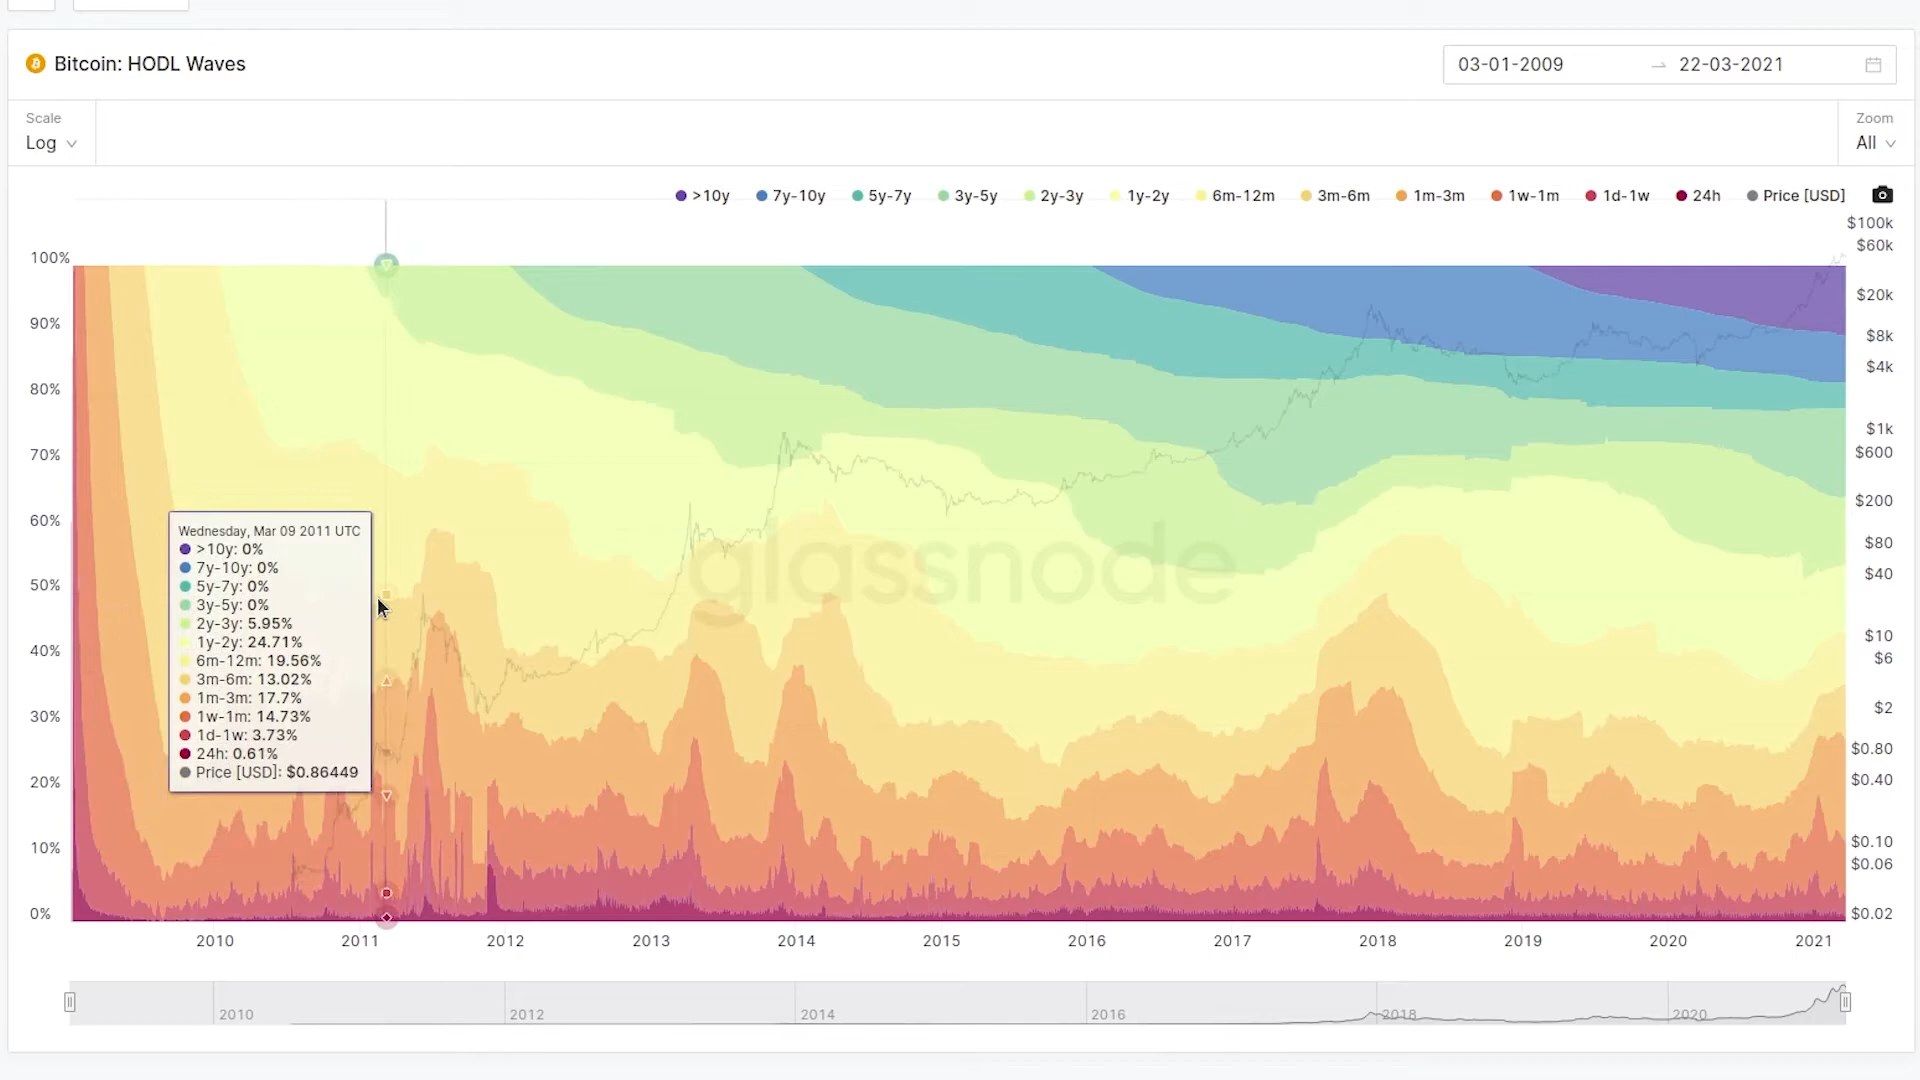 Bitcoin: HODL Waves
03-01-2009 → 22-03-2021
Scale
Log
Zoom
All
>10y 7y-10y 5y-7y 3y-5y 2y-3y 1y-2y 6m-12m 3m-6m 1m-3m 1w-1m 1d-1w 24h Price [USD]
100%
90%
80%
70%
60%
50%
40%
30%
20%
10%
0%
glassnode
Wednesday, Mar 09 2011 UTC
>10y: 0%
7y-10y: 0%
5y-7y: 0%
3y-5y: 0%
2y-3y: 5.95%
1y-2y: 24.71%
6m-12m: 19.56%
3m-6m: 13.02%
1m-3m: 17.7%
1w-1m: 14.73%
1d-1w: 3.73%
24h: 0.61%
Price [USD]: $0.86449
$100k
$60k
$20k
$8k
$4k
$1k
$600
$200
$80
$40
$10
$6
$2
$0.80
$0.40
$0.10
$0.06
$0.02
2010 2011 2012 2013 2014 2015 2016 2017 2018 2019 2020 2021
2010 2012 2014 2016 2018 2020